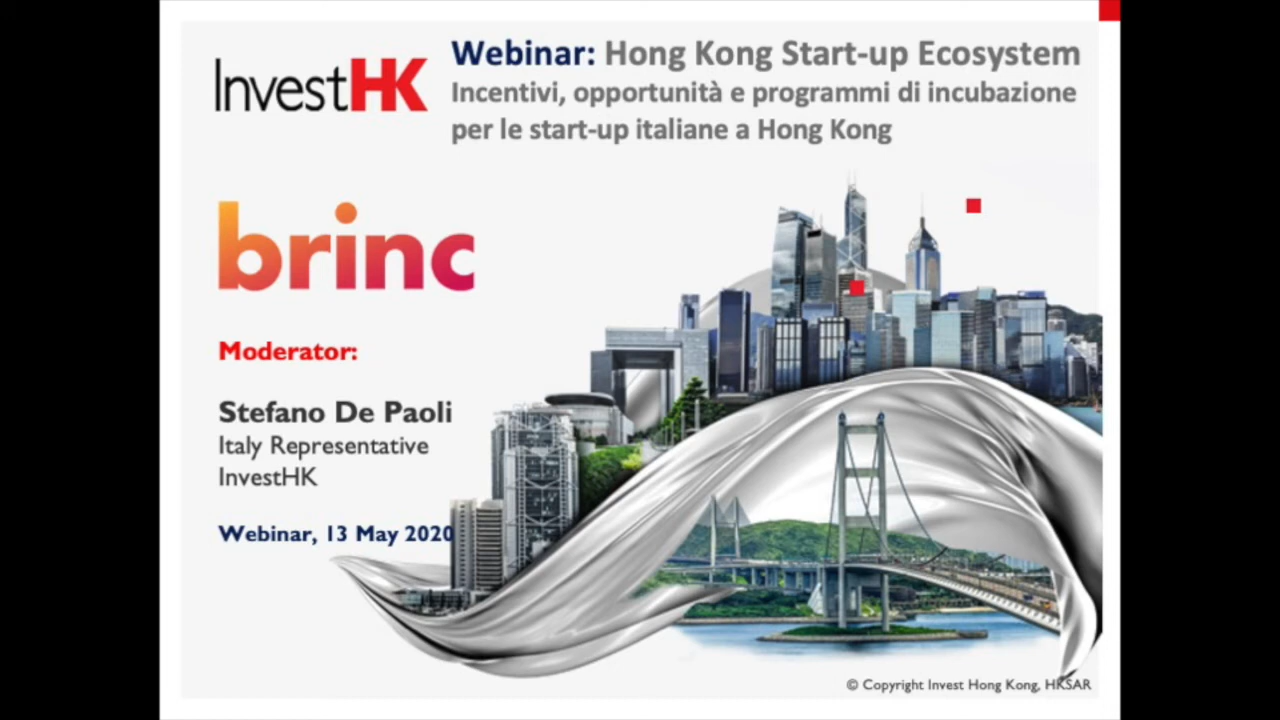 InvestHK
Webinar: Hong Kong Start-up Ecosystem
Incentivi, opportunità e programmi di incubazione
per le start-up italiane a Hong Kong
brinc
Moderator:
Stefano De Paoli
Italy Representative
InvestHK
Webinar, 13 May 2020
© Copyright Invest Hong Kong, HKSAR